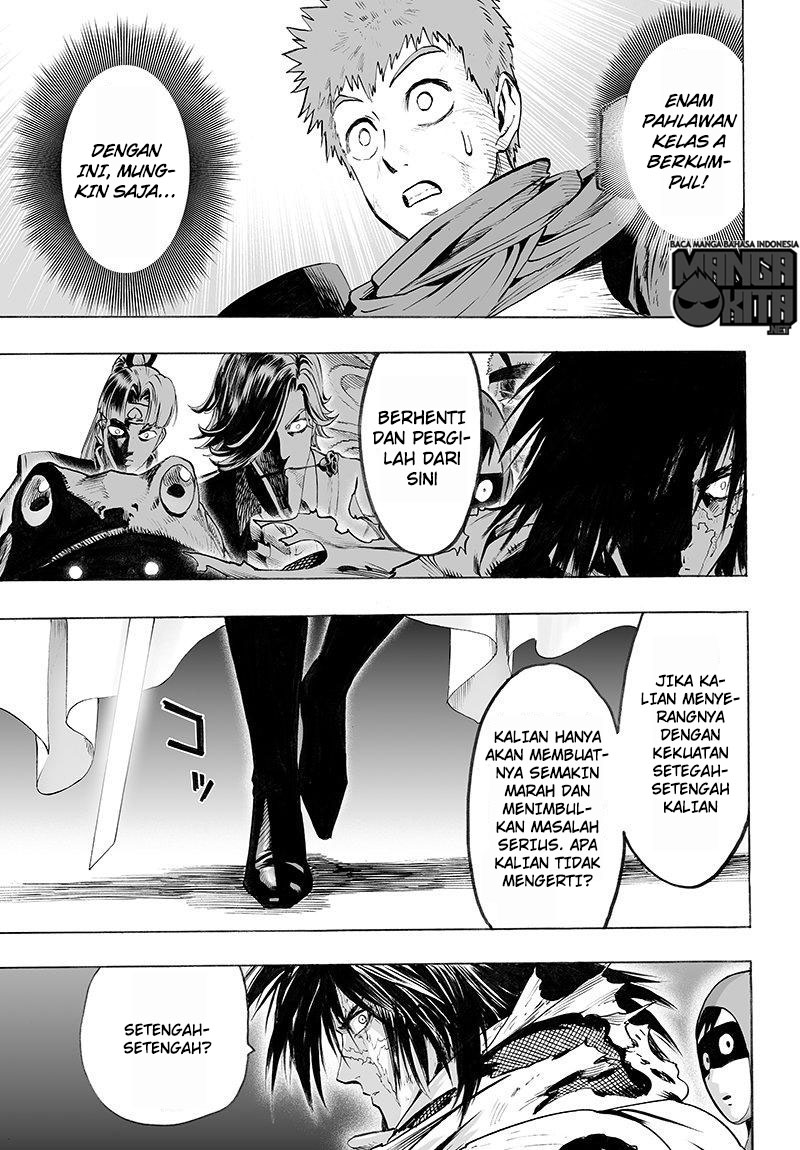 ENAM
PAHLAWAN
KELAS A
BERKUM-
PUL!
DENGAN
INI, MUNG-
KIN SAJA...
BACA MANGA BAHASA INDONESIA
MANGA
KITA
.NET
BERHENTI
DAN PERGI-
LAH DARI
SINI
JIKA KA-
LIAN MENYE-
RANGNYA
DENGAN
KEKUATAN
SETEGAH-
SETENGAH
KALIAN
KALIAN HANYA
AKAN MEMBUAT-
NYA SEMAKIN
MARAH DAN
MENIMBUL-
KAN MASALAH
SERIUS. APA
KALIAN TIDAK
MENGERTI?
コツ
SETENGAH-
SETENGAH?